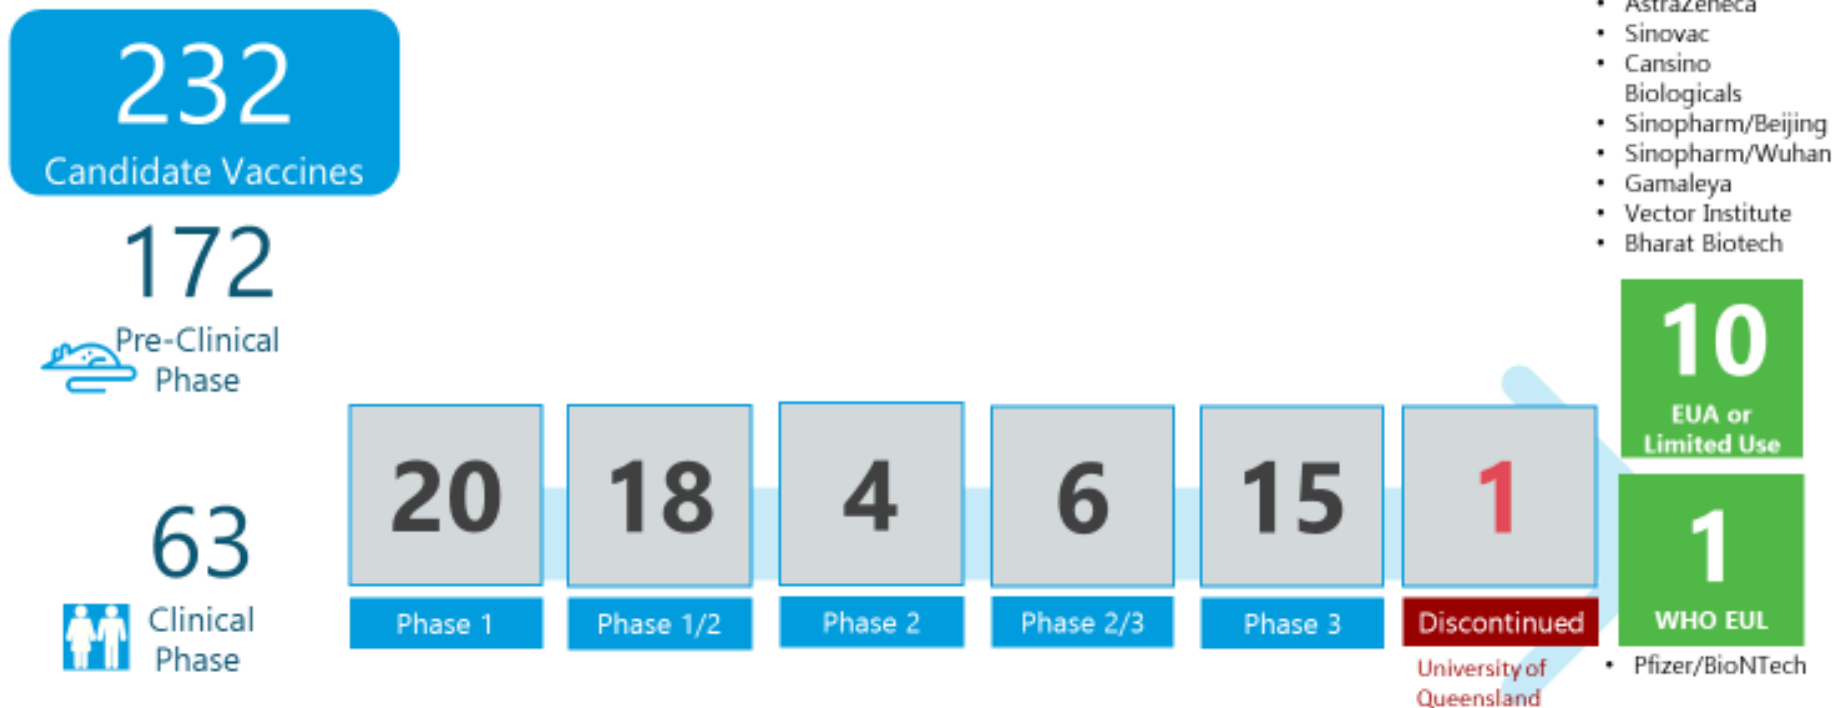 232
Candidate Vaccines
172
Pre-Clinical
Phase
63
Clinical
Phase
20
Phase 1
18
Phase 1/2
4
Phase 2
6
Phase 2/3
15
Phase 3
1
Discontinued
University of
Queensland
• AstraZeneca
• Sinovac
• Cansino
Biologicals
• Sinopharm/Beijing
• Sinopharm/Wuhan
• Gamaleya
• Vector Institute
• Bharat Biotech
10
EUA or
Limited Use
1
WHO EUL
• Pfizer/BioNTech